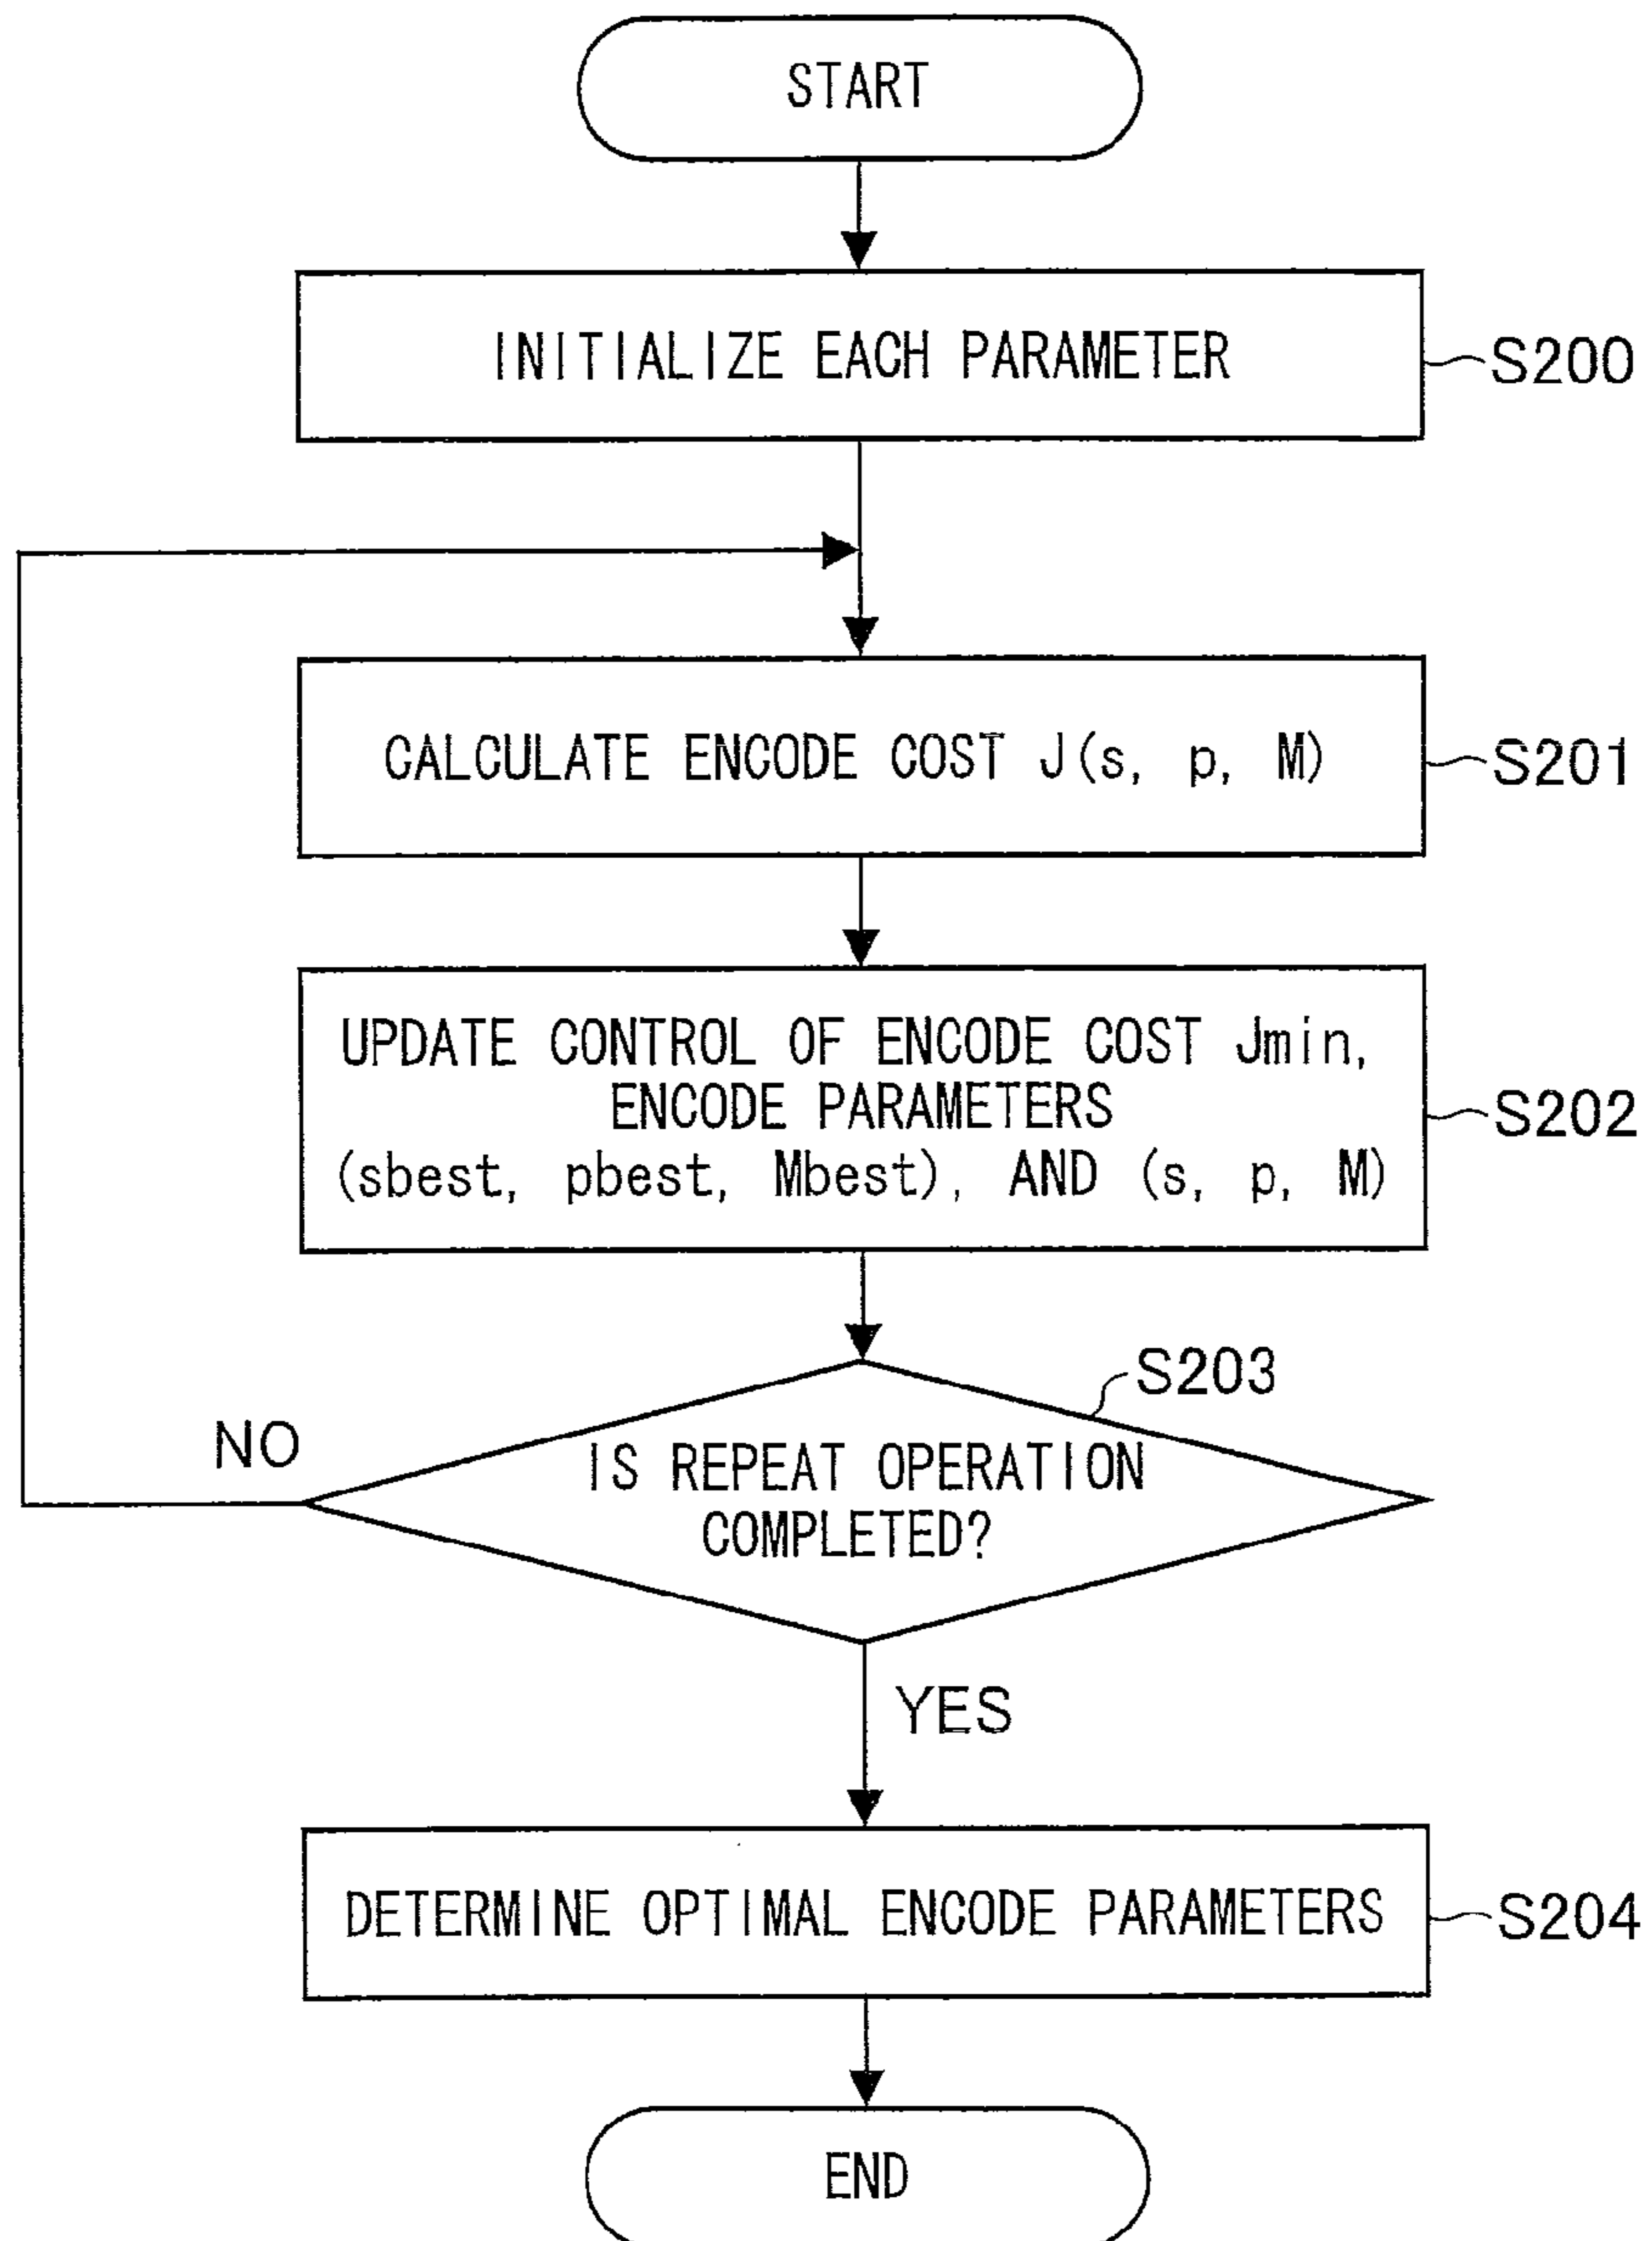 START
INITIALIZE EACH PARAMETER
S200
CALCULATE ENCODE COST J(s, p, M)
S201
UPDATE CONTROL OF ENCODE COST Jmin,
ENCODE PARAMETERS
(sbest, pbest, Mbest), AND (s, p, M)
S202
S203
IS REPEAT OPERATION
COMPLETED?
NO
YES
DETERMINE OPTIMAL ENCODE PARAMETERS
S204
END